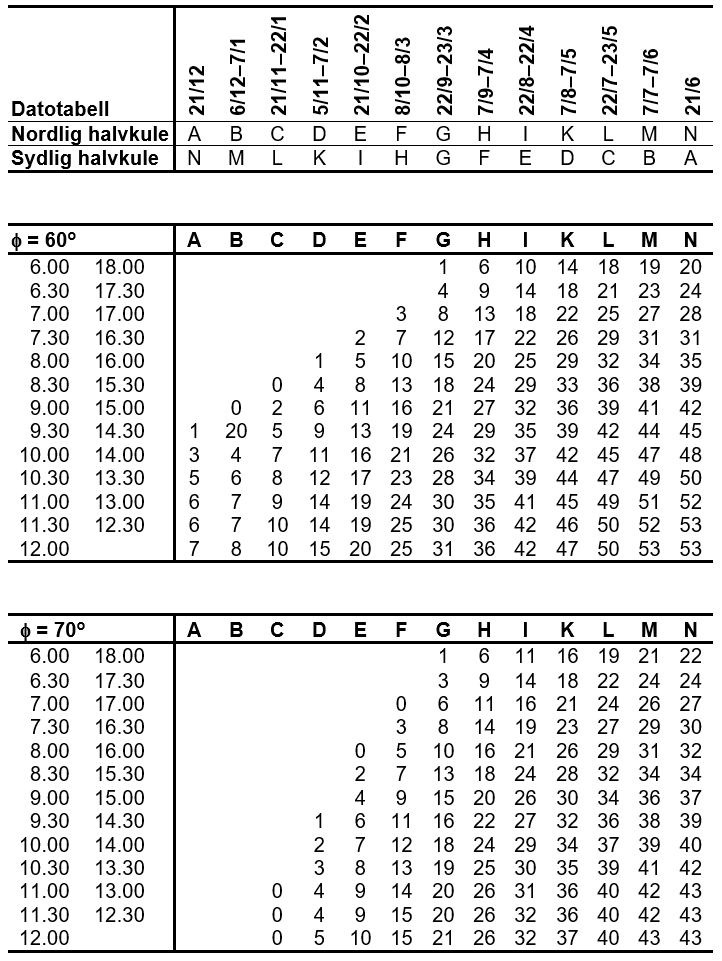 Datotabell 21/12 6/12–7/1 21/11–22/1 5/11–7/2 21/10–22/2 8/10–8/3 22/9–23/3 7/9–7/4 22/8–22/4 7/8–7/5 22/7–23/5 7/7–7/6 21/6
Nordlig halvkule A B C D E F G H I K L M N
Sydlig halvkule N M L K I H G F E D C B A
ϕ = 60° A B C D E F G H I K L M N
6.00 18.00 1 6 10 14 18 19 20
6.30 17.30 4 9 14 18 21 23 24
7.00 17.00 3 8 13 18 22 25 27 28
7.30 16.30 2 7 12 17 22 26 29 31 31
8.00 16.00 1 5 10 15 20 25 29 32 34 35
8.30 15.30 0 4 8 13 18 24 29 33 36 38 39
9.00 15.00 0 2 6 11 16 21 27 32 36 39 41 42
9.30 14.30 1 20 5 9 13 19 24 29 35 39 42 44 45
10.00 14.00 3 4 7 11 16 21 26 32 37 42 45 47 48
10.30 13.30 5 6 8 12 17 23 28 34 39 44 47 49 50
11.00 13.00 6 7 9 14 19 24 30 35 41 45 49 51 52
11.30 12.30 6 7 10 14 19 25 30 36 42 46 50 52 53
12.00 7 8 10 15 20 25 31 36 42 47 50 53 53
ϕ = 70° A B C D E F G H I K L M N
6.00 18.00 1 6 11 16 19 21 22
6.30 17.30 3 9 14 18 22 24 24
7.00 17.00 0 6 11 16 21 24 26 27
7.30 16.30 3 8 14 19 23 27 29 30
8.00 16.00 0 5 10 16 21 26 29 31 32
8.30 15.30 2 7 13 18 24 28 32 34 34
9.00 15.00 4 9 15 20 26 30 34 36 37
9.30 14.30 1 6 11 16 22 27 32 36 38 39
10.00 14.00 2 7 12 18 24 29 34 37 39 40
10.30 13.30 3 8 13 19 25 30 35 39 41 42
11.00 13.00 0 4 9 14 20 26 31 36 40 42 43
11.30 12.30 0 4 9 15 20 26 32 36 40 42 43
12.00 0 5 10 15 21 26 32 37 40 43 43